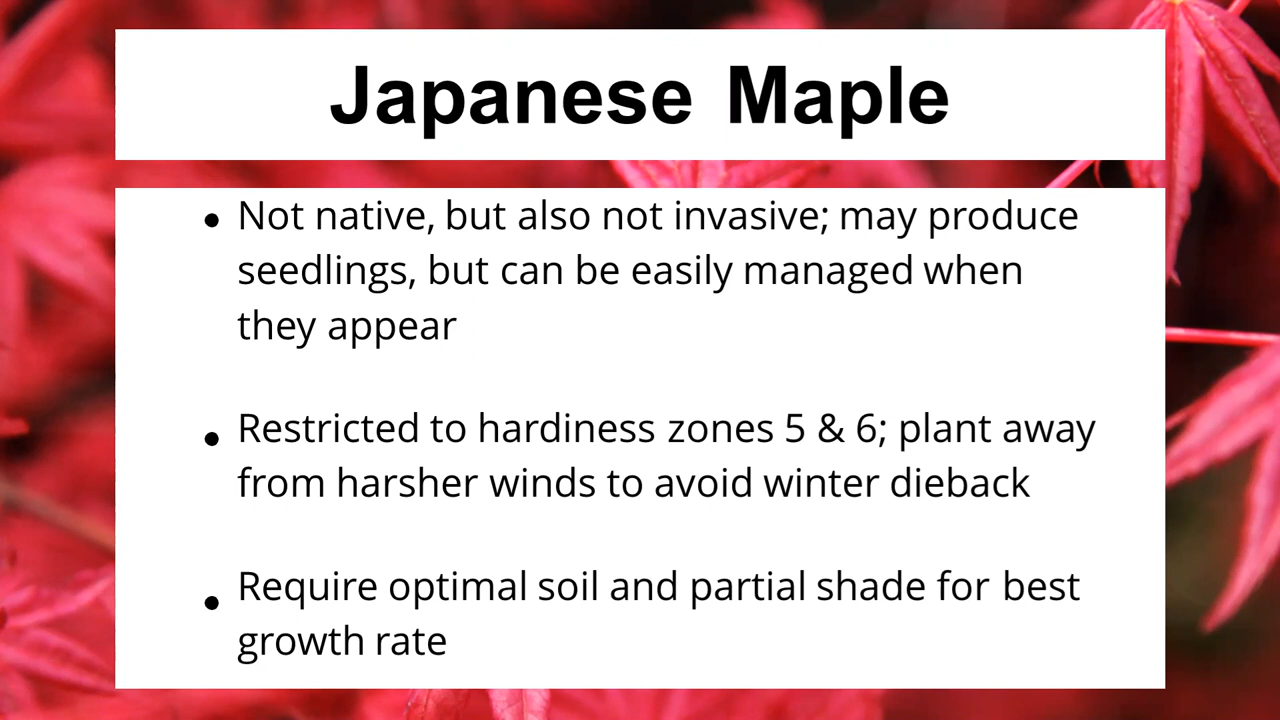 Japanese Maple
• Not native, but also not invasive; may produce
seedlings, but can be easily managed when
they appear
• Restricted to hardiness zones 5 & 6; plant away
from harsher winds to avoid winter dieback
• Require optimal soil and partial shade for best
growth rate